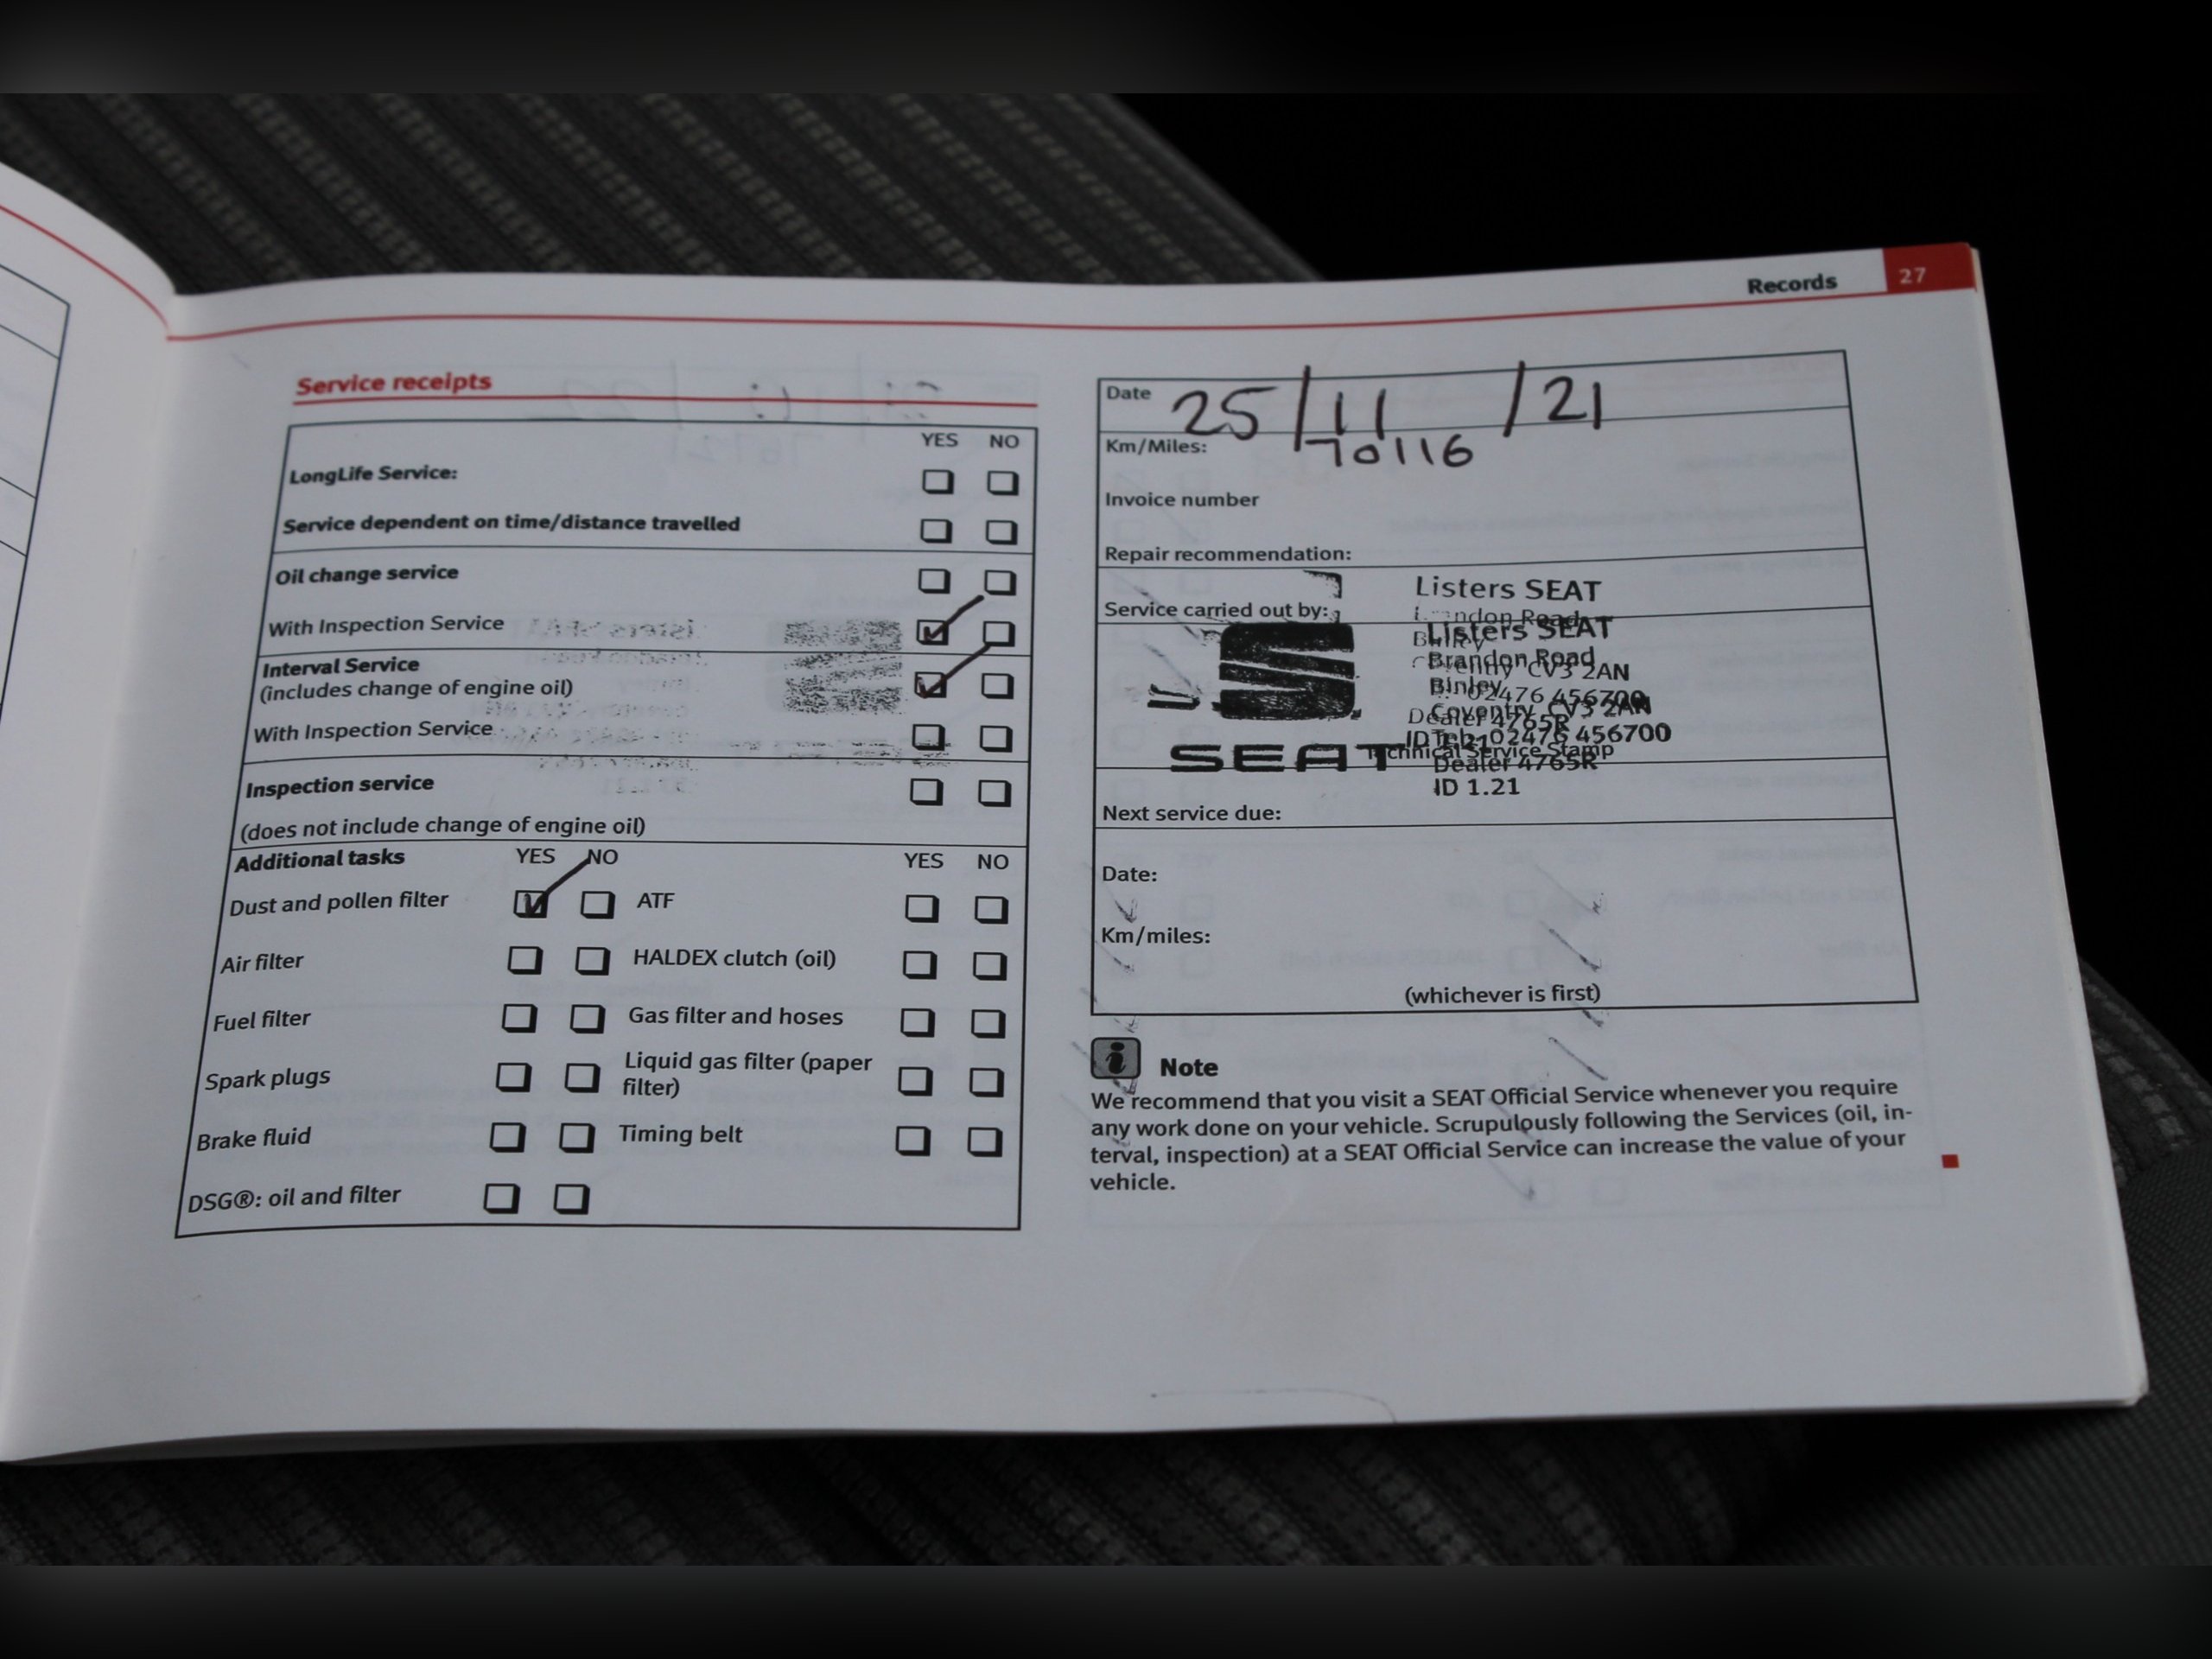 Records 27
Service receipts
YES NO
LongLife Service:
Service dependent on time/distance travelled
Oil change service
With Inspection Service
Interval Service
(includes change of engine oil)
With Inspection Service
Inspection service
(does not include change of engine oil)
Additional tasks YES NO YES NO
Dust and pollen filter ATF
Air filter HALDEX clutch (oil)
Fuel filter Gas filter and hoses
Spark plugs Liquid gas filter (paper
filter)
Brake fluid Timing belt
DSG®: oil and filter
Date 25/11/21
Km/Miles: 70116
Invoice number
Repair recommendation:
Service carried out by:
Listers SEAT
Listers SEAT
Brandon Road
Binley
Coventry CV3 2AN
Tel: 02476 456700
Dealer 4765R
ID 1.21
SEAT
Technical Service Stamp
Next service due:
Date:
Km/miles:
(whichever is first)
Note
We recommend that you visit a SEAT Official Service whenever you require
any work done on your vehicle. Scrupulously following the Services (oil, in-
terval, inspection) at a SEAT Official Service can increase the value of your
vehicle.